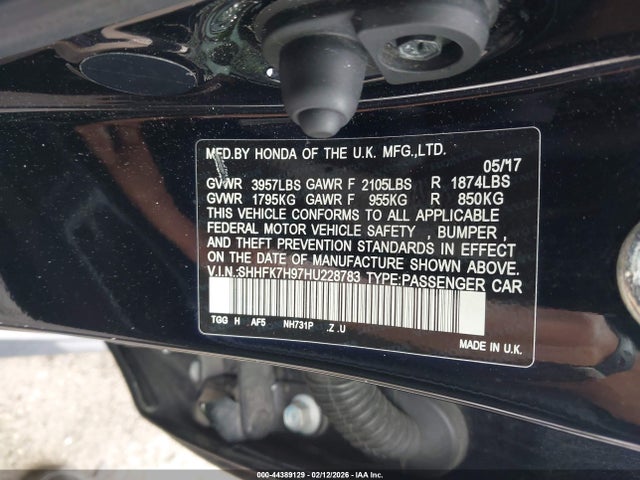 MFD.BY HONDA OF THE U.K. MFG.,LTD.
05/17
GVWR 3957LBS GAWR F 2105LBS R 1874LBS
GVWR 1795KG GAWR F 955KG R 850KG
THIS VEHICLE CONFORMS TO ALL APPLICABLE
FEDERAL MOTOR VEHICLE SAFETY , BUMPER ,
AND THEFT PREVENTION STANDARDS IN EFFECT
ON THE DATE OF MANUFACTURE SHOWN ABOVE.
V.I.N.:SHHFK7H97HU228783 TYPE:PASSENGER CAR
TGG H AF5 NH731P .Z .U
MADE IN U.K.
000-44389129 - 02/12/2026 - IAA Inc.